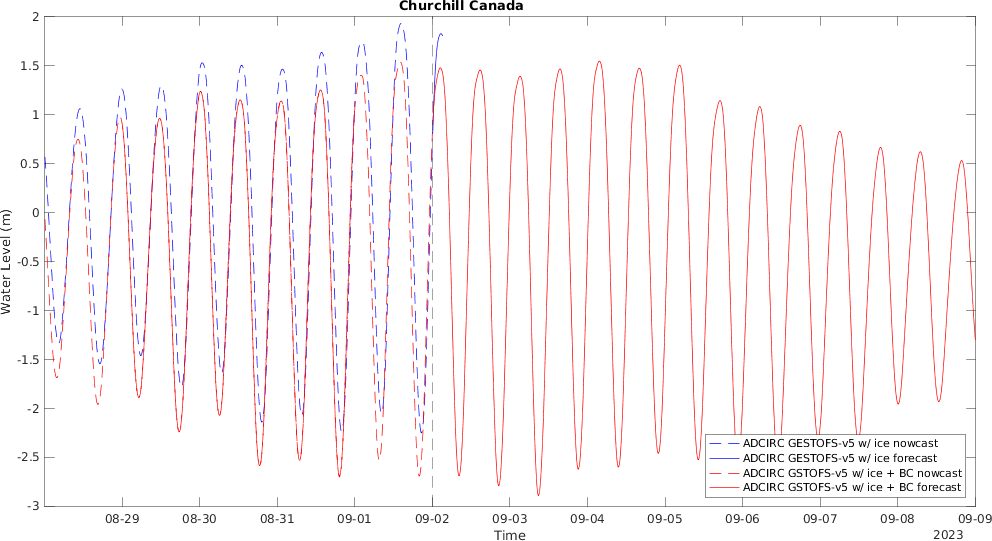 Churchill Canada
Water Level (m)
2
1.5
1
0.5
0
-0.5
-1
-1.5
-2
-2.5
-3
ADCIRC GESTOFS-v5 w/ ice nowcast
ADCIRC GESTOFS-v5 w/ ice forecast
ADCIRC GSTOFS-v5 w/ ice + BC nowcast
ADCIRC GSTOFS-v5 w/ ice + BC forecast
08-29 08-30 08-31 09-01 09-02 09-03 09-04 09-05 09-06 09-07 09-08 09-09
Time
2023